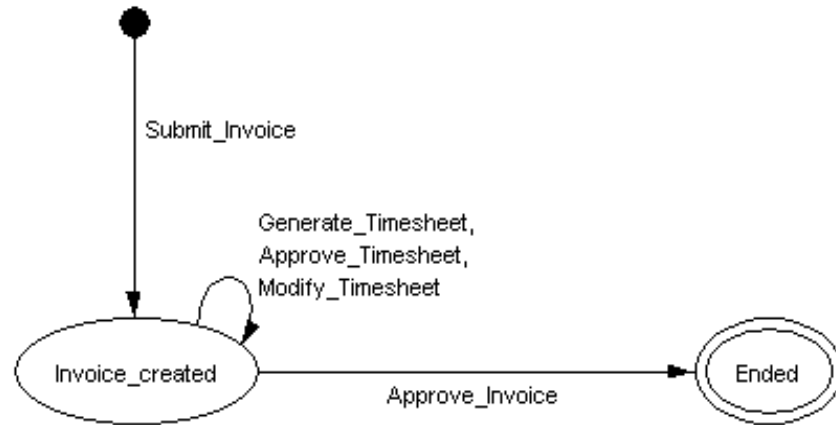 Submit_Invoice
Generate_Timesheet,
Approve_Timesheet,
Modify_Timesheet
Invoice_created
Approve_Invoice
Ended